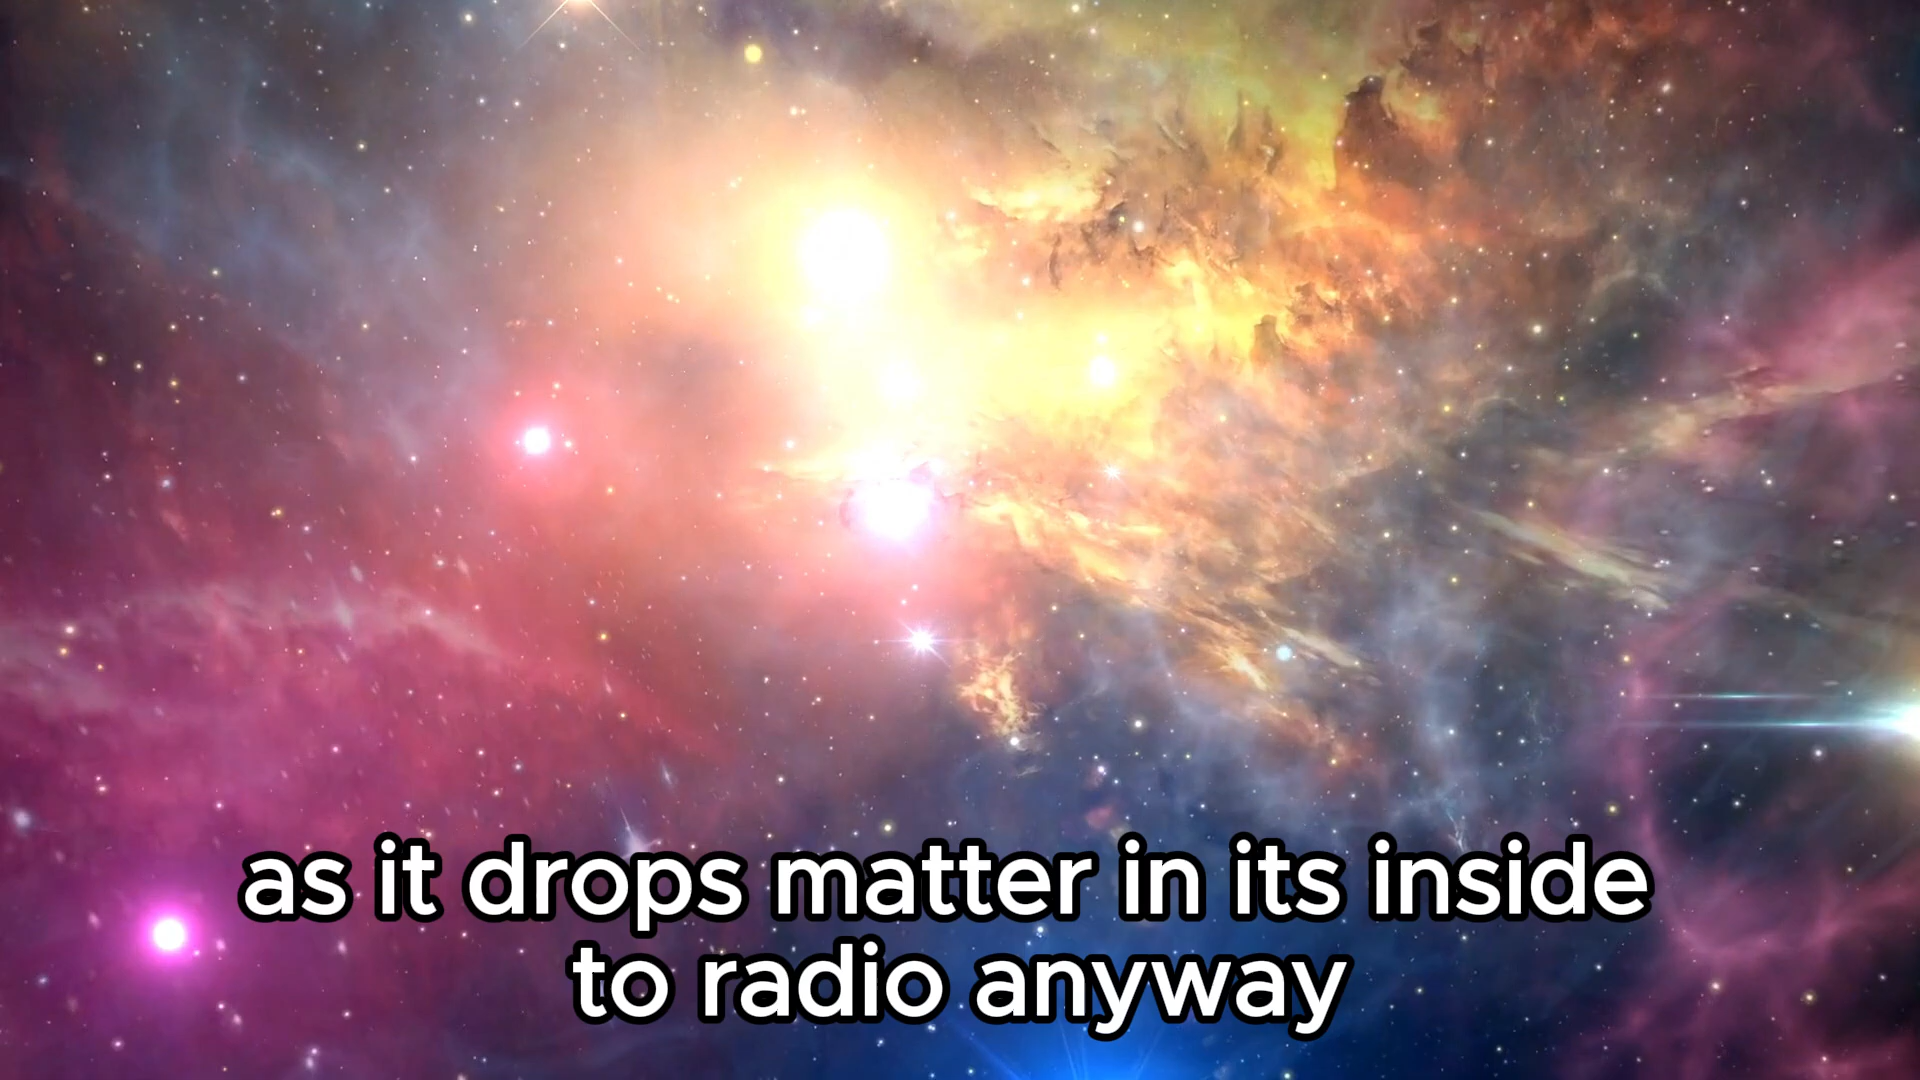 as it drops matter in its inside
to radio anyway